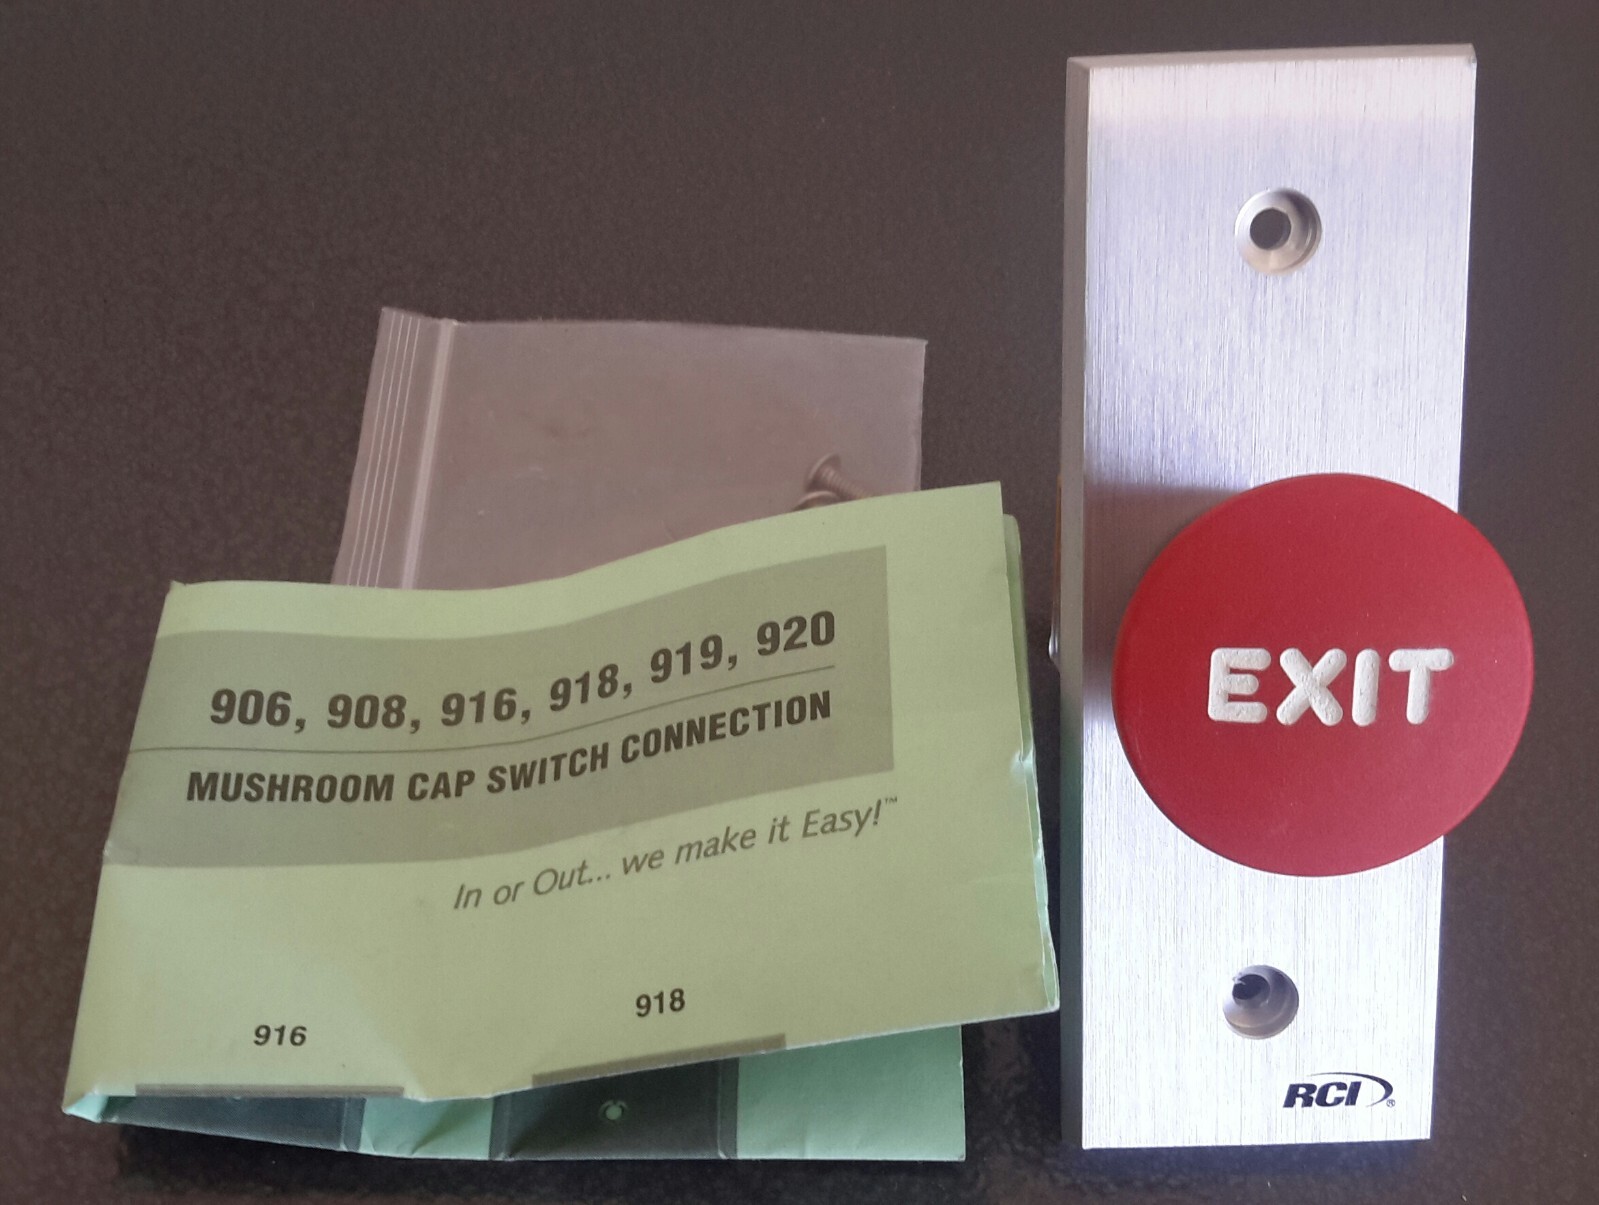 906, 908, 916, 918, 919, 920
MUSHROOM CAP SWITCH CONNECTION
In or Out... we make it Easy!™
916
918
EXIT
RCI®